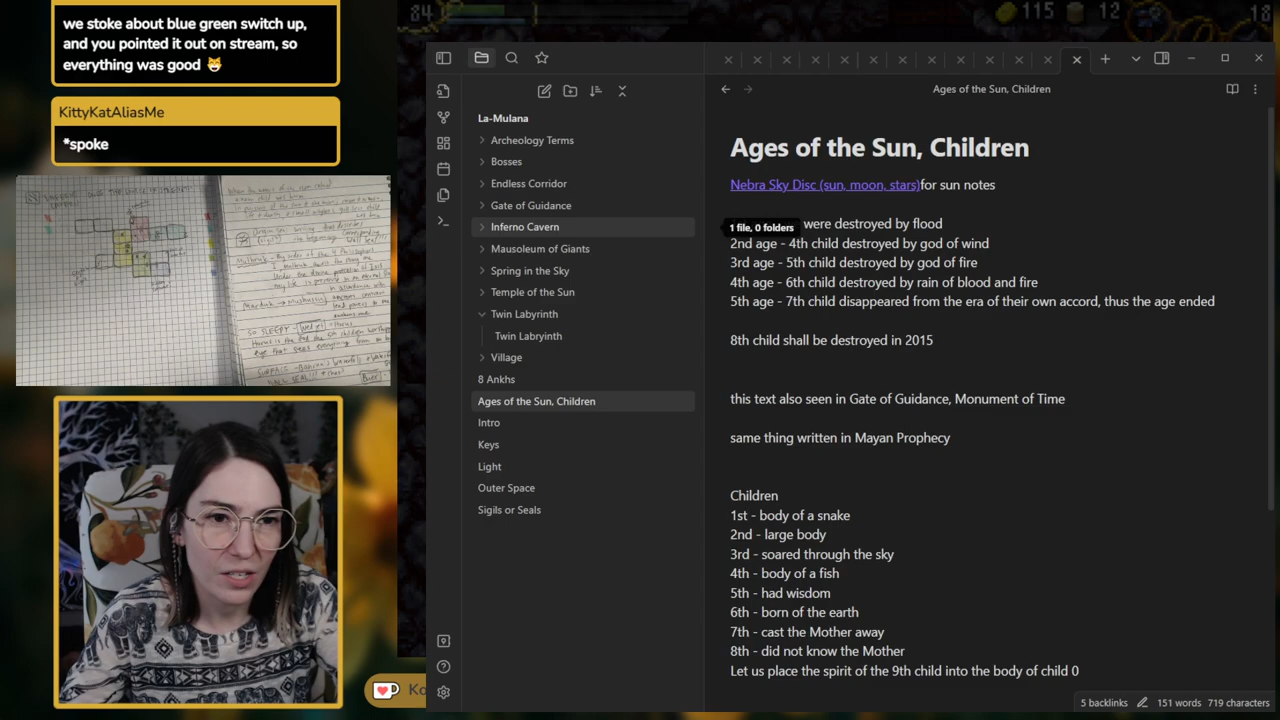 we stoke about blue green switch up,
and you pointed it out on stream, so
everything was good
KittyKatAliasMe
*spoke
84
115
12
18
La-Mulana
Archeology Terms
Bosses
Endless Corridor
Gate of Guidance
Inferno Cavern
Mausoleum of Giants
Spring in the Sky
Temple of the Sun
Twin Labyrinth
Twin Labryinth
Village
8 Ankhs
Ages of the Sun, Children
Intro
Keys
Light
Outer Space
Sigils or Seals
Ages of the Sun, Children
Ages of the Sun, Children
Nebra Sky Disc (sun, moon, stars)for sun notes
1 file, 0 folders
were destroyed by flood
2nd age - 4th child destroyed by god of wind
3rd age - 5th child destroyed by god of fire
4th age - 6th child destroyed by rain of blood and fire
5th age - 7th child disappeared from the era of their own accord, thus the age ended
8th child shall be destroyed in 2015
this text also seen in Gate of Guidance, Monument of Time
same thing written in Mayan Prophecy
Children
1st - body of a snake
2nd - large body
3rd - soared through the sky
4th - body of a fish
5th - had wisdom
6th - born of the earth
7th - cast the Mother away
8th - did not know the Mother
Let us place the spirit of the 9th child into the body of child 0
5 backlinks
151 words
719 characters
Ko